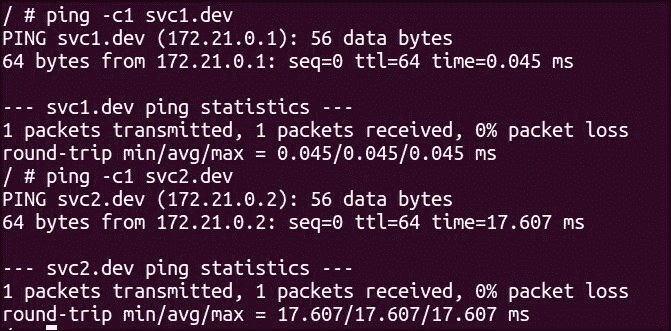 / # ping -c1 svc1.dev
PING svc1.dev (172.21.0.1): 56 data bytes
64 bytes from 172.21.0.1: seq=0 ttl=64 time=0.045 ms
--- svc1.dev ping statistics ---
1 packets transmitted, 1 packets received, 0% packet loss
round-trip min/avg/max = 0.045/0.045/0.045 ms
/ # ping -c1 svc2.dev
PING svc2.dev (172.21.0.2): 56 data bytes
64 bytes from 172.21.0.2: seq=0 ttl=64 time=17.607 ms
--- svc2.dev ping statistics ---
1 packets transmitted, 1 packets received, 0% packet loss
round-trip min/avg/max = 17.607/17.607/17.607 ms